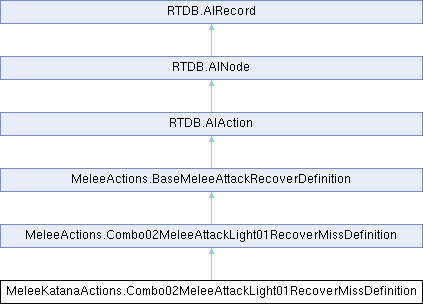 RTDB.AIRecord
RTDB.AINode
RTDB.AIAction
MeleeActions.BaseMeleeAttackRecoverDefinition
MeleeActions.Combo02MeleeAttackLight01RecoverMissDefinition
MeleeKatanaActions.Combo02MeleeAttackLight01RecoverMissDefinition